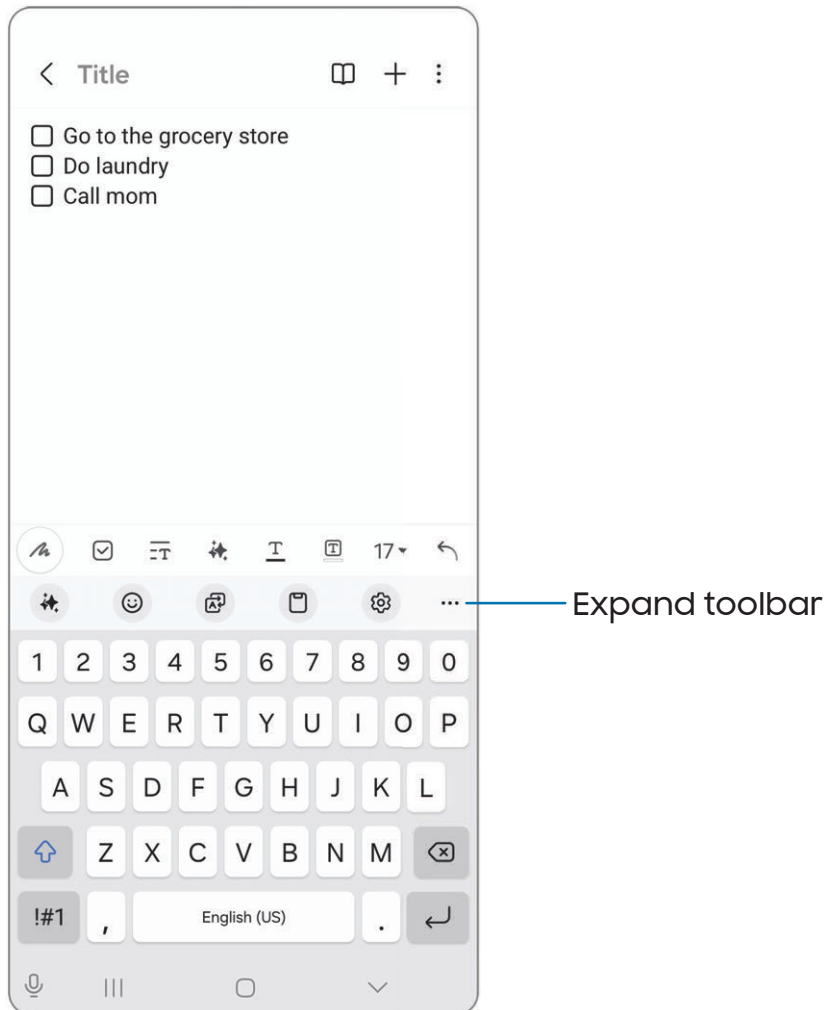 Title
Go to the grocery store
Do laundry
Call mom
T T T 17
A
Expand toolbar
1 2 3 4 5 6 7 8 9 0
Q W E R T Y U I O P
A S D F G H J K L
Z X C V B N M
!#1 , English (US) .